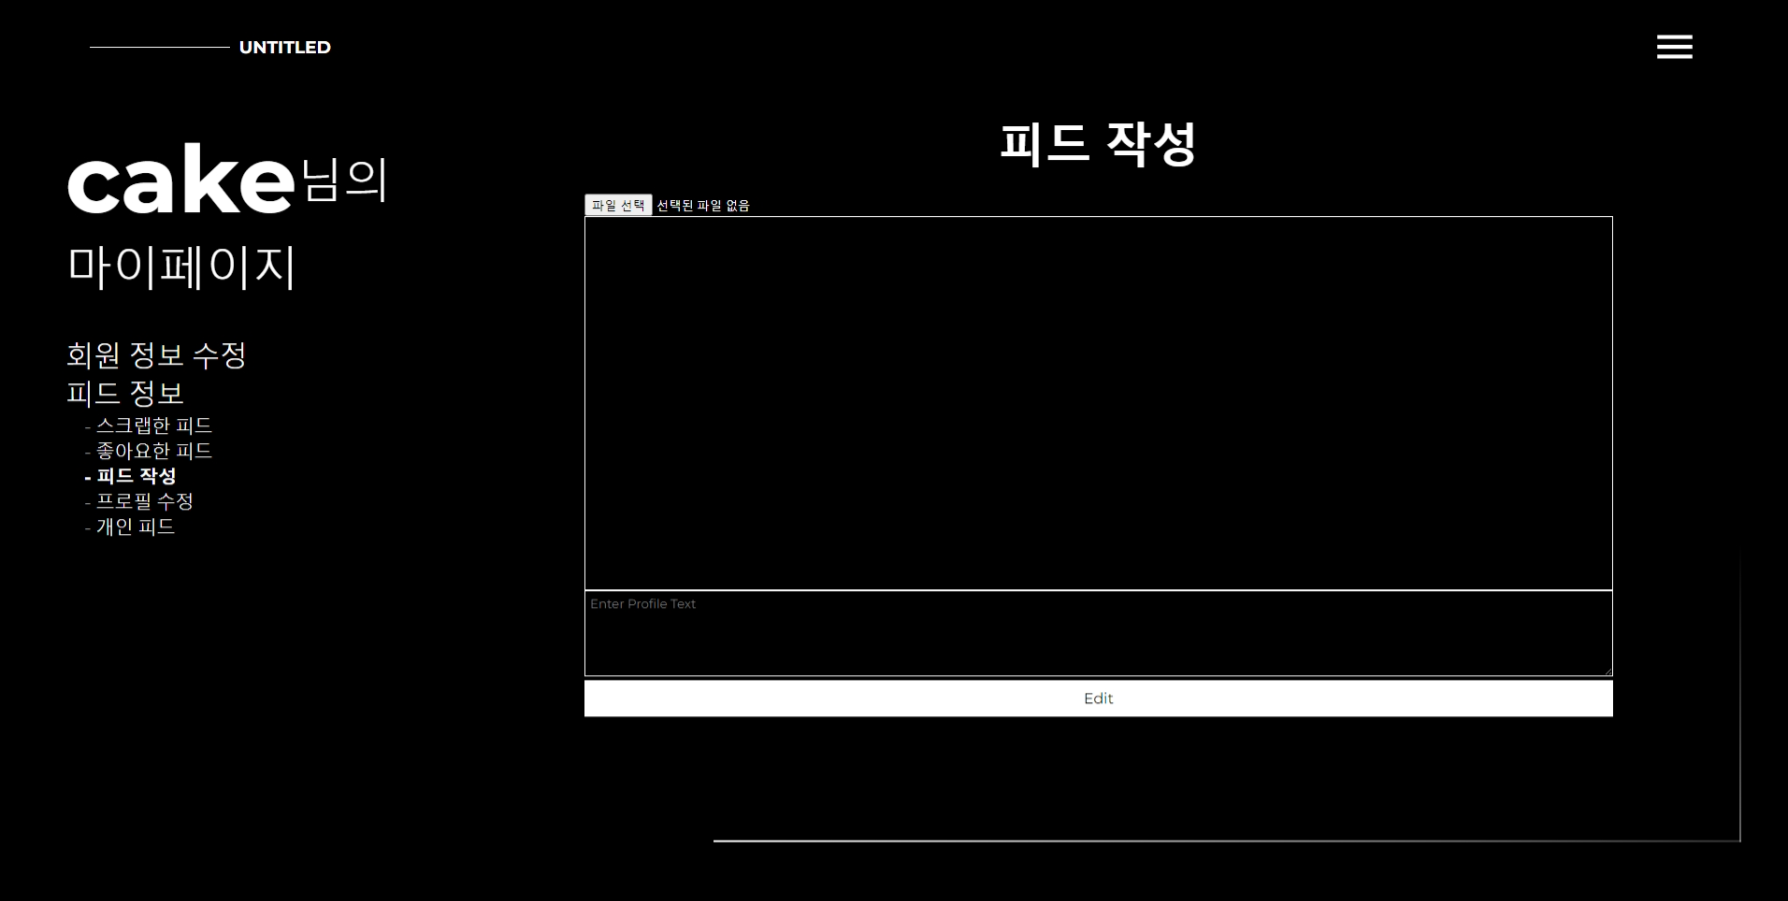 UNTITLED
cake님의
마이페이지
회원 정보 수정
피드 정보
- 스크랩한 피드
- 좋아요한 피드
- 피드 작성
- 프로필 수정
- 개인 피드
피드 작성
파일 선택 선택된 파일 없음
Enter Profile Text
Edit